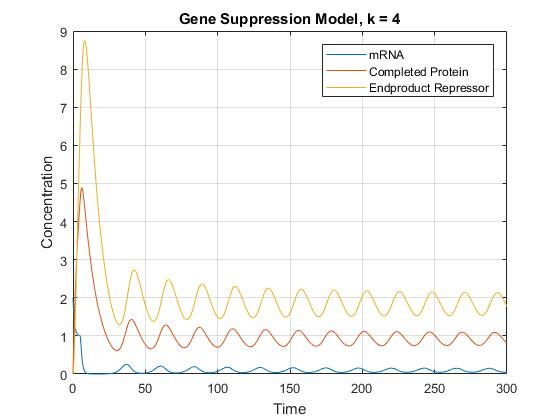 Gene Suppression Model, k = 4
9
8
7
6
5
4
3
2
1
0
Concentration
mRNA
Completed Protein
Endproduct Repressor
0 50 100 150 200 250 300
Time